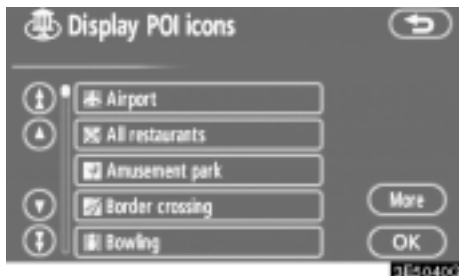 Display POI icons
Airport
All restaurants
Amusement park
Border crossing
More
Bowling
OK